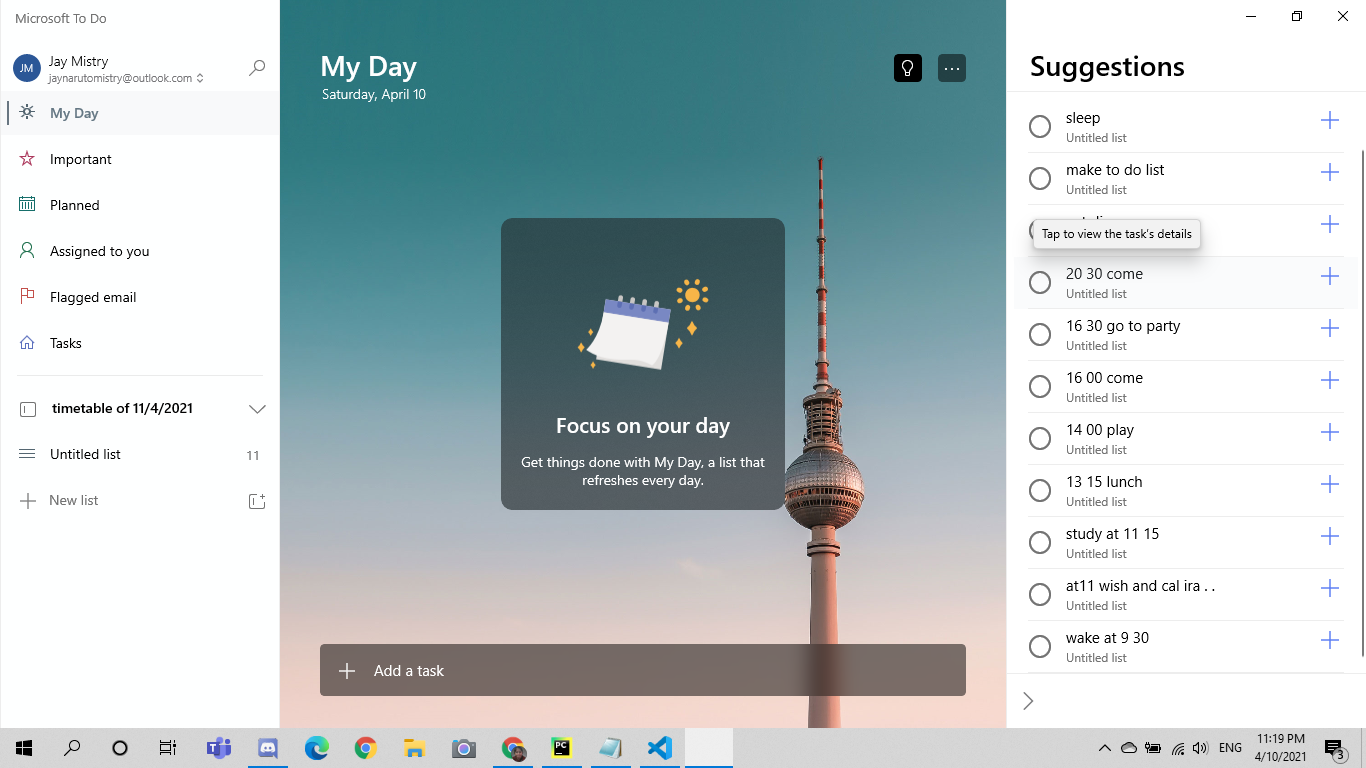 Microsoft To Do
JM
Jay Mistry
jaynarutomistry@outlook.com
My Day
Important
Planned
Assigned to you
Flagged email
Tasks
timetable of 11/4/2021
Untitled list
11
New list
My Day
Saturday, April 10
Focus on your day
Get things done with My Day, a list that
refreshes every day.
Add a task
Suggestions
sleep
Untitled list
make to do list
Untitled list
Tap to view the task's details
20 30 come
Untitled list
16 30 go to party
Untitled list
16 00 come
Untitled list
14 00 play
Untitled list
13 15 lunch
Untitled list
study at 11 15
Untitled list
at11 wish and cal ira . .
Untitled list
wake at 9 30
Untitled list
PC
ENG
11:19 PM
4/10/2021
3